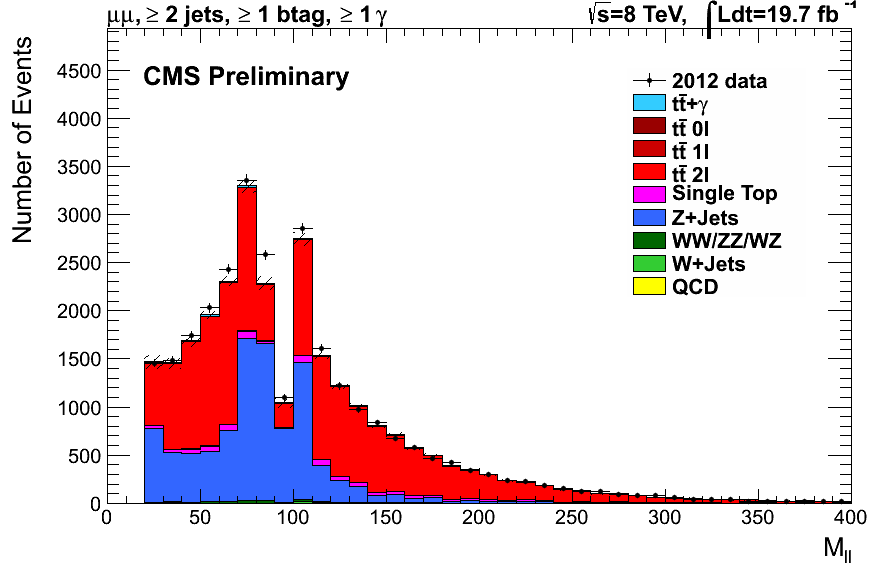 μμ, ≥ 2 jets, ≥ 1 btag, ≥ 1 γ
√s=8 TeV, ∫Ldt=19.7 fb⁻¹
CMS Preliminary
Number of Events
4500
4000
3500
3000
2500
2000
1500
1000
500
0
2012 data
tt̄+γ
tt̄ 0l
tt̄ 1l
tt̄ 2l
Single Top
Z+Jets
WW/ZZ/WZ
W+Jets
QCD
0 50 100 150 200 250 300 350 400
M_ll